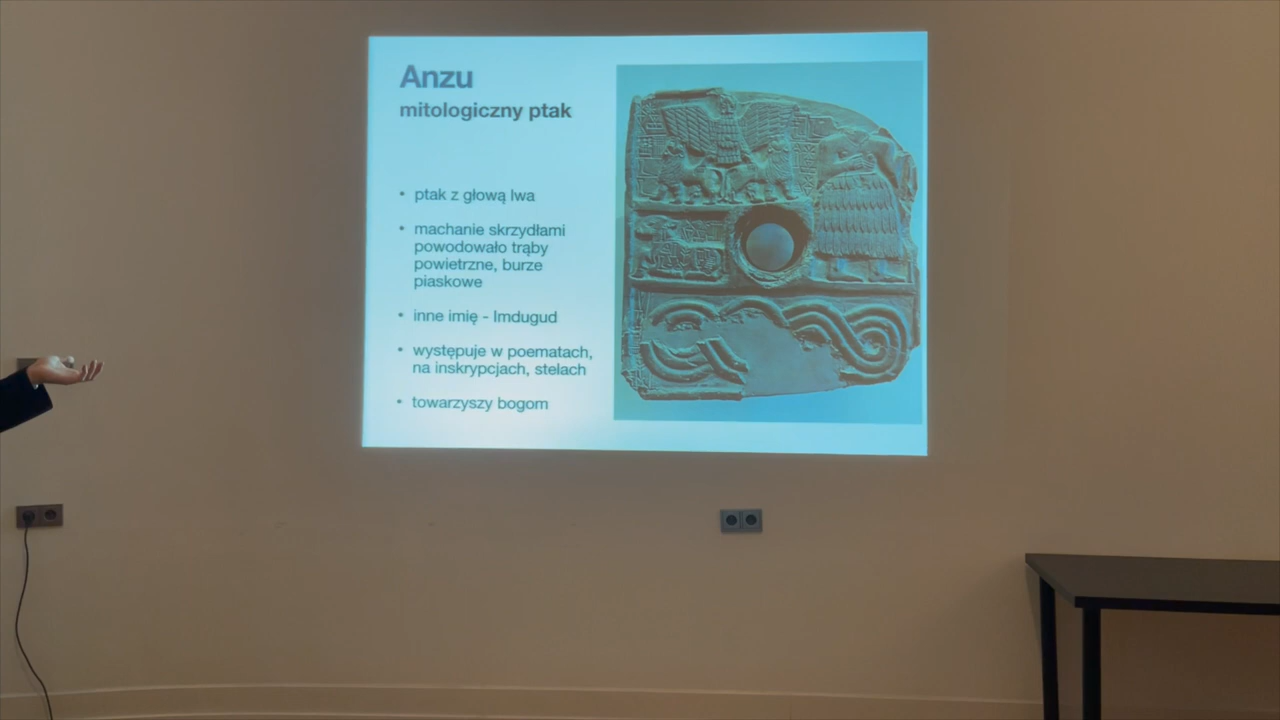 Anzu
mitologiczny ptak
• ptak z głową lwa
• machanie skrzydłami
powodowało trąby
powietrzne, burze
piaskowe
• inne imię - Imdugud
• występuje w poematach,
na inskrypcjach, stelach
• towarzyszy bogom